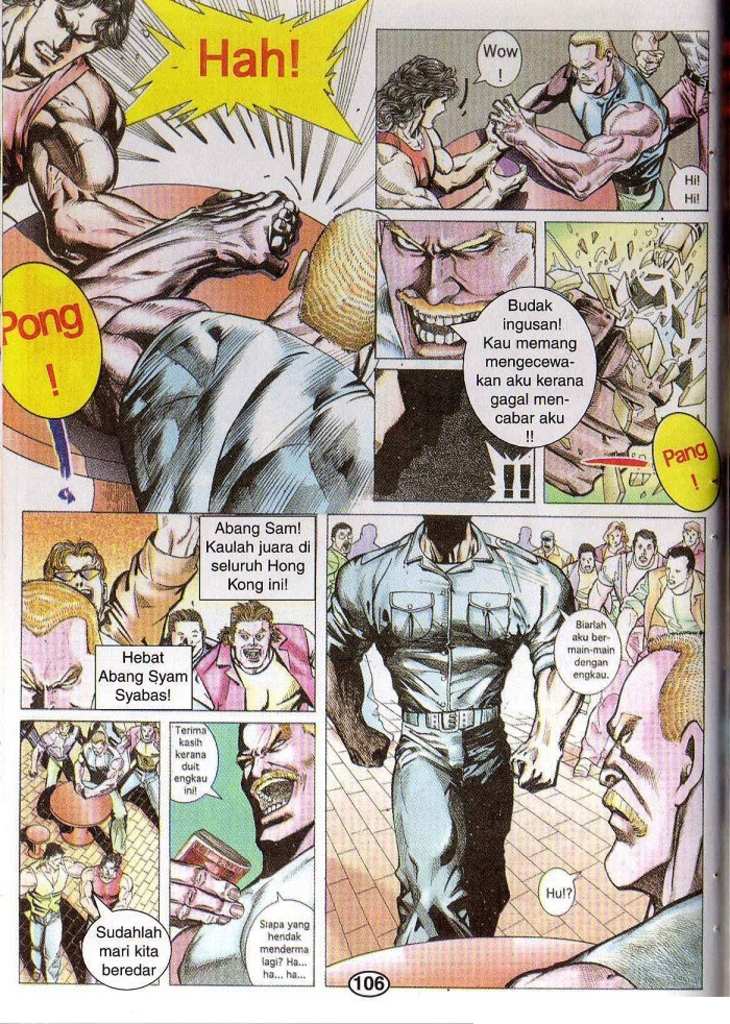 Hah!
Pong
!
Wow
!
Hi!
Hi!
Budak
ingusan!
Kau memang
mengecewa-
kan aku kerana
gagal men-
cabar aku
!!
!!
Pang
!
Abang Sam!
Kaulah juara di
seluruh Hong
Kong ini!
Hebat
Abang Syam
Syabas!
Biarlah
aku ber-
main-main
dengan
engkau.
Hu!?
Sudahlah
mari kita
beredar
Terima
kasih
kerana
duit
engkau
!
Siapa yang
hendak
menderma
lagi? Ha...
ha... ha...
106